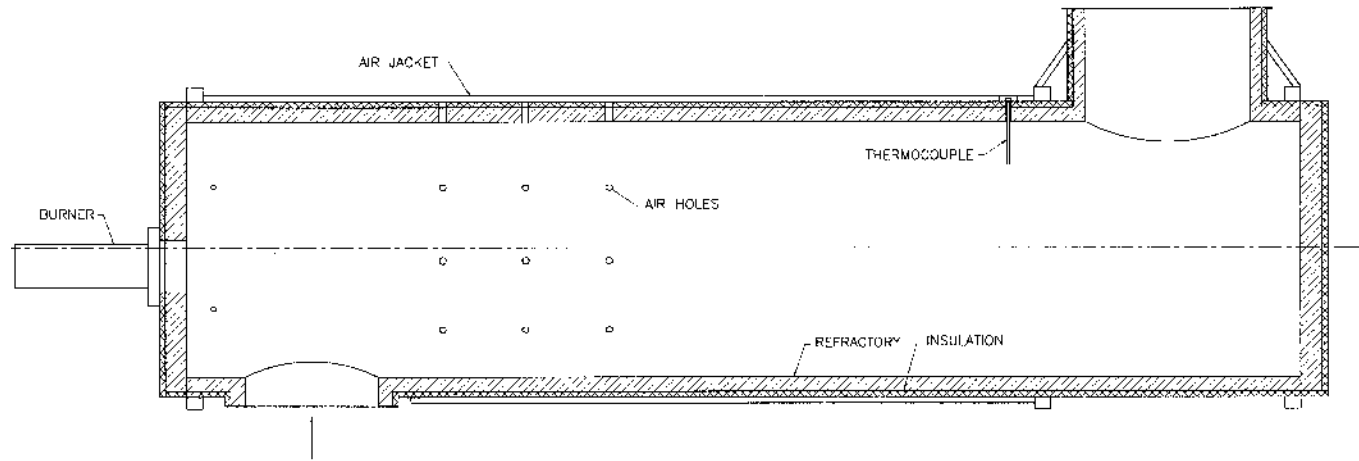 AIR JACKET
THERMOCOUPLE
AIR HOLES
BURNER
REFRACTORY
INSULATION